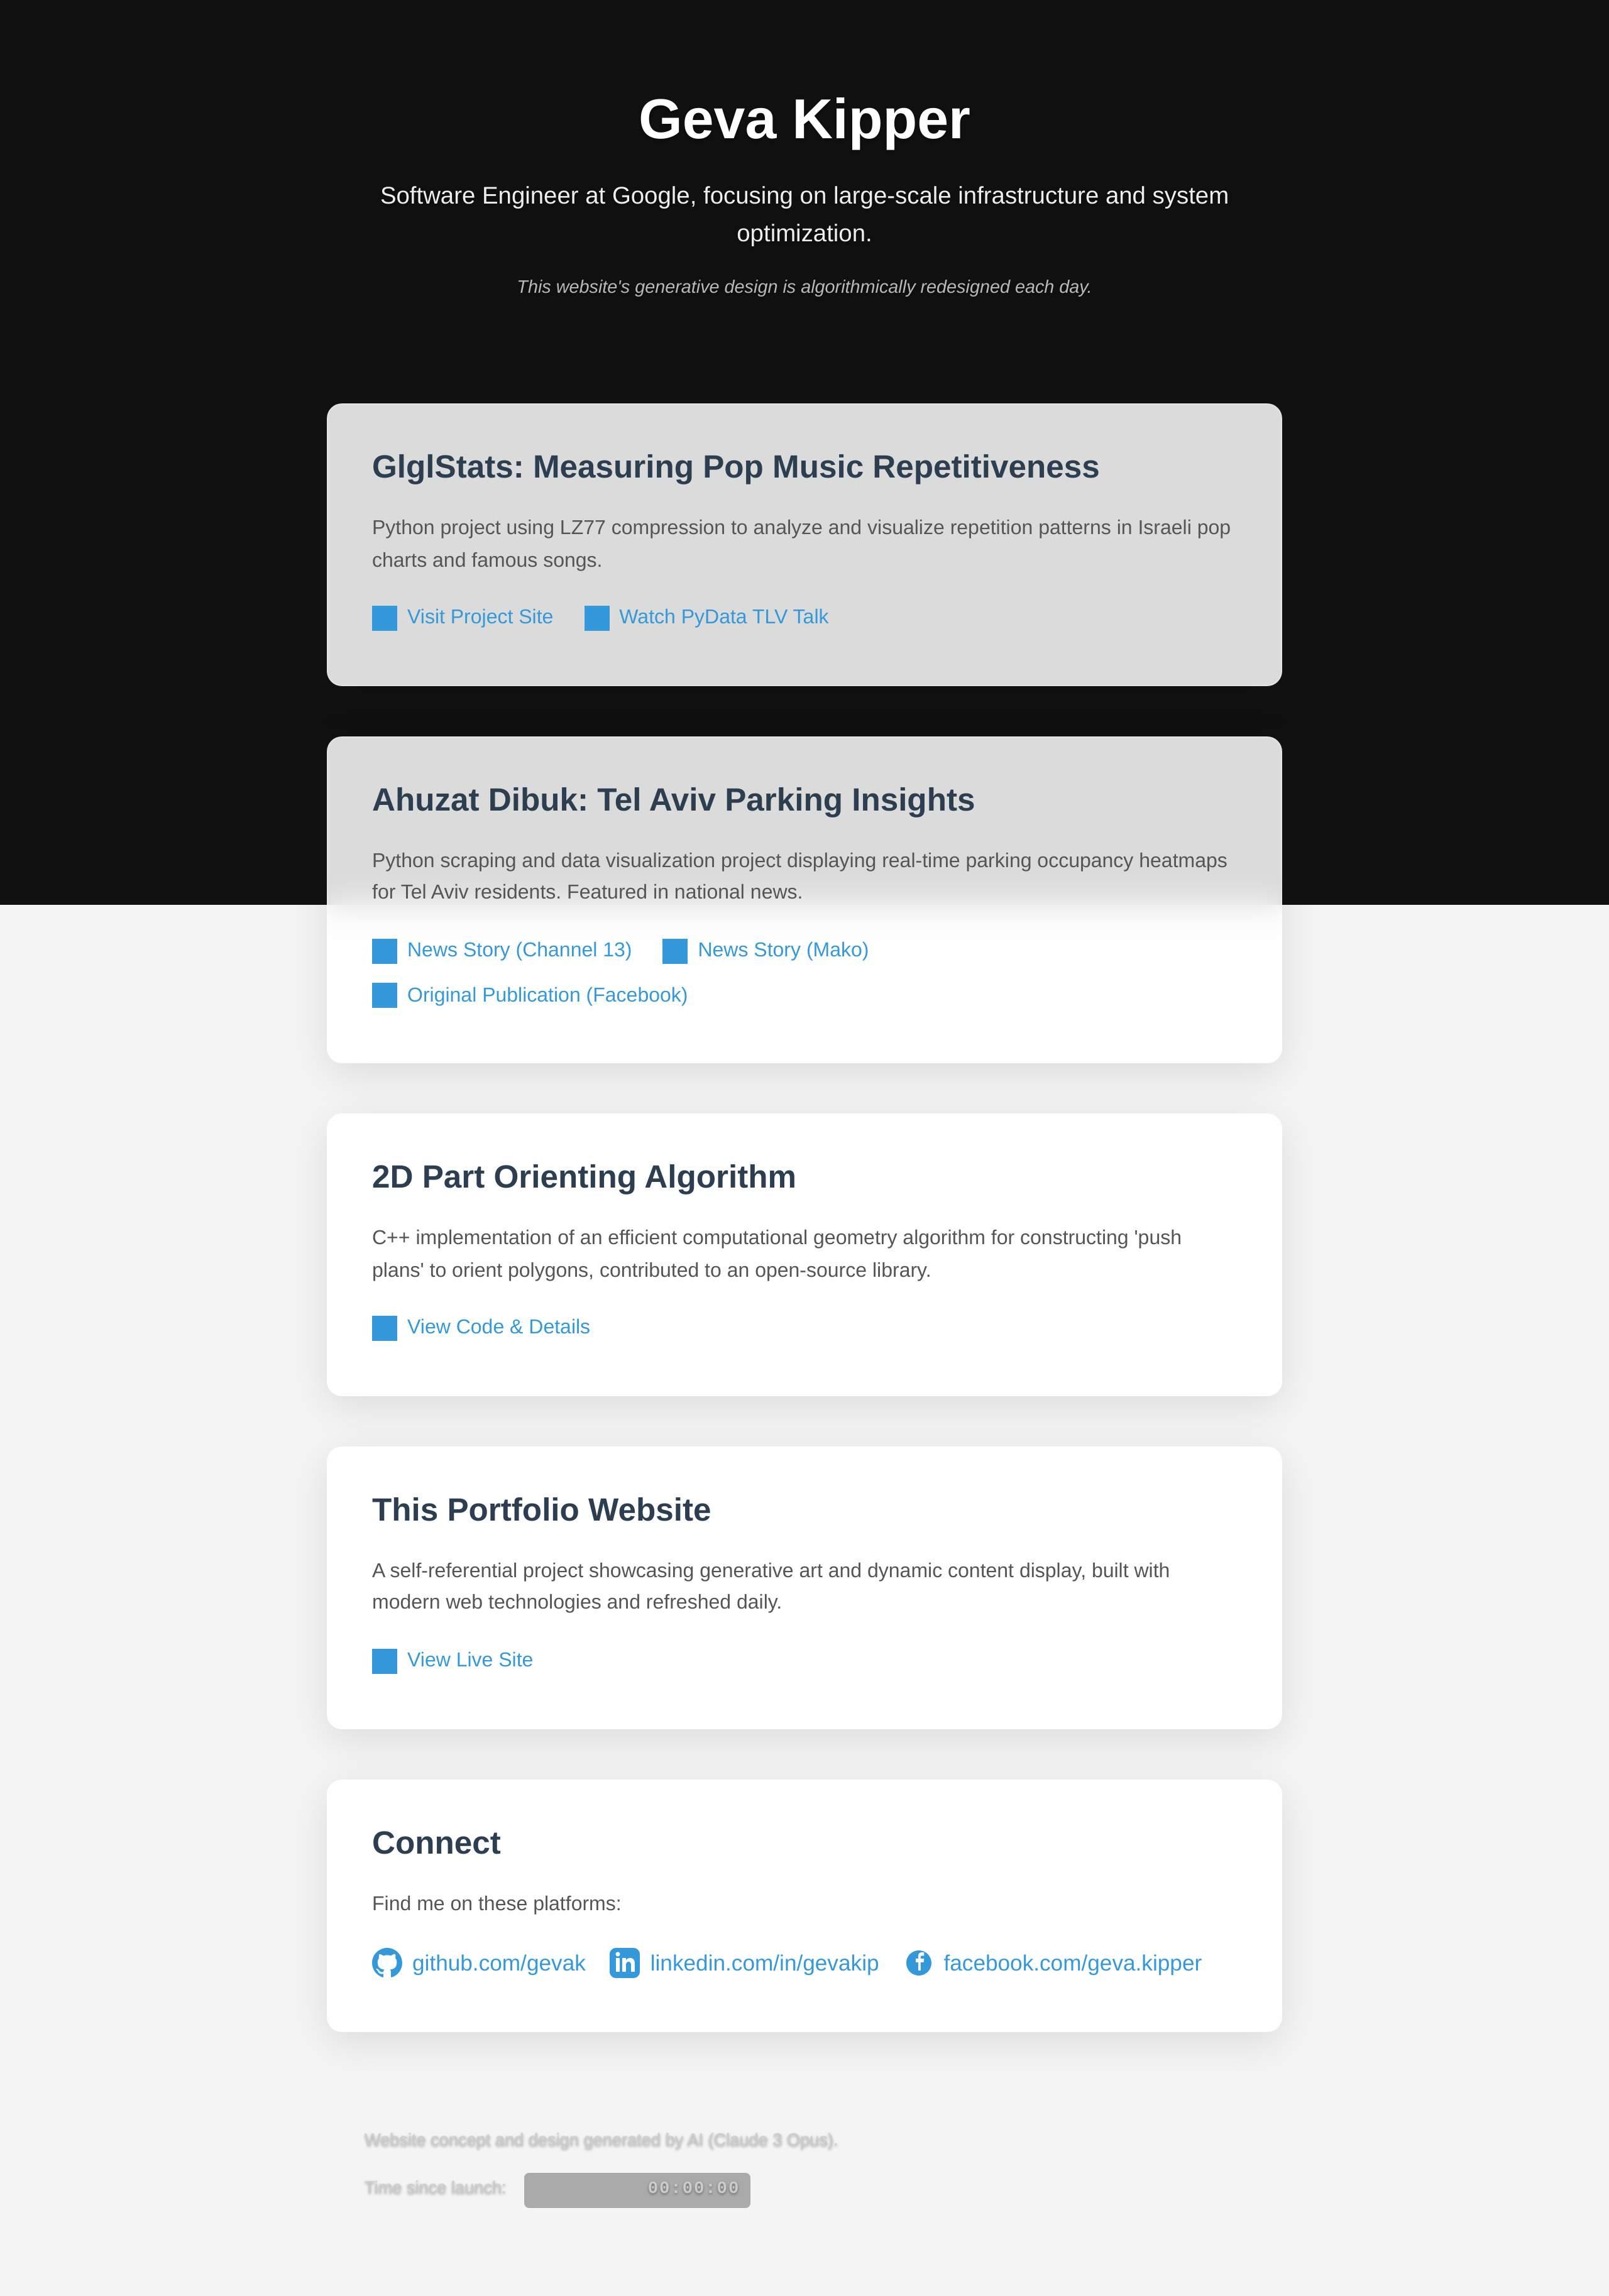 Geva Kipper
Software Engineer at Google, focusing on large-scale infrastructure and system
optimization.
This website's generative design is algorithmically redesigned each day.
GlglStats: Measuring Pop Music Repetitiveness
Python project using LZ77 compression to analyze and visualize repetition patterns in Israeli pop
charts and famous songs.
Visit Project Site Watch PyData TLV Talk
Ahuzat Dibuk: Tel Aviv Parking Insights
Python scraping and data visualization project displaying real-time parking occupancy heatmaps
for Tel Aviv residents. Featured in national news.
News Story (Channel 13) News Story (Mako)
Original Publication (Facebook)
2D Part Orienting Algorithm
C++ implementation of an efficient computational geometry algorithm for constructing 'push
plans' to orient polygons, contributed to an open-source library.
View Code & Details
This Portfolio Website
A self-referential project showcasing generative art and dynamic content display, built with
modern web technologies and refreshed daily.
View Live Site
Connect
Find me on these platforms:
github.com/gevak linkedin.com/in/gevakip facebook.com/geva.kipper
Website concept and design generated by AI (Claude 3 Opus).
Time since launch: 00:00:00